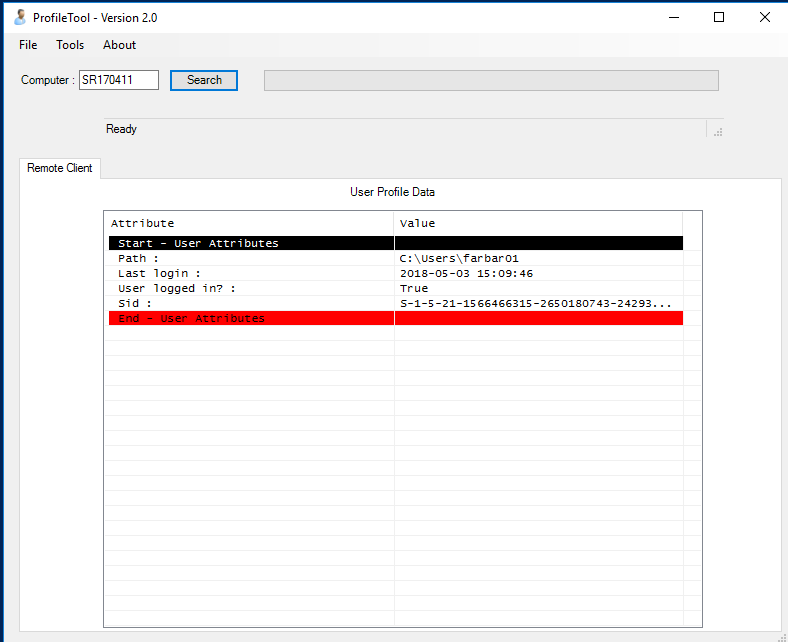 ProfileTool - Version 2.0
File Tools About
Computer : SR170411 Search
Ready
Remote Client
User Profile Data
Attribute Value
Start - User Attributes
Path : C:\Users\farbar01
Last login : 2018-05-03 15:09:46
User logged in? : True
Sid : S-1-5-21-1566466315-2650180743-24293...
End - User Attributes